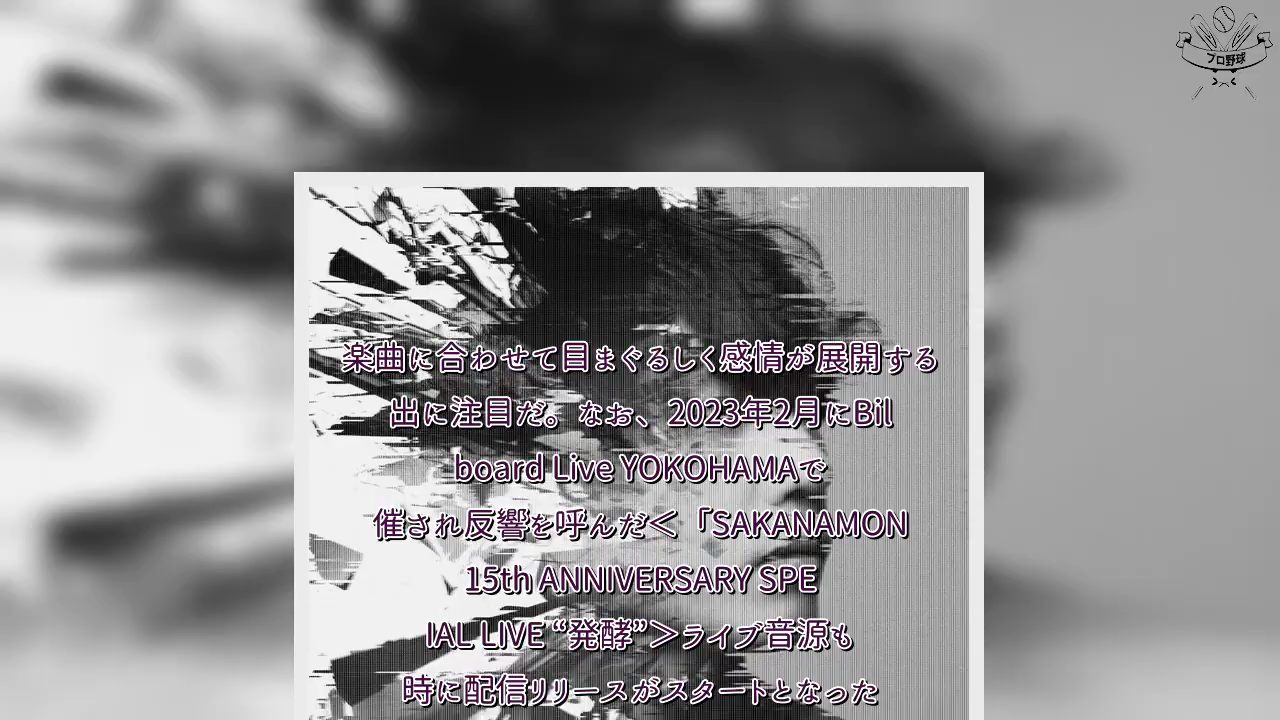 プロ野球
楽曲に合わせて目まぐるしく感情が展開する
出に注目だ。なお、2023年2月にBil
board Live YOKOHAMAで
催され反響を呼んだ＜「SAKANAMON
15th ANNIVERSARY SPE
IAL LIVE “発酵”＞ライブ音源も
時に配信リリースがスタートとなった